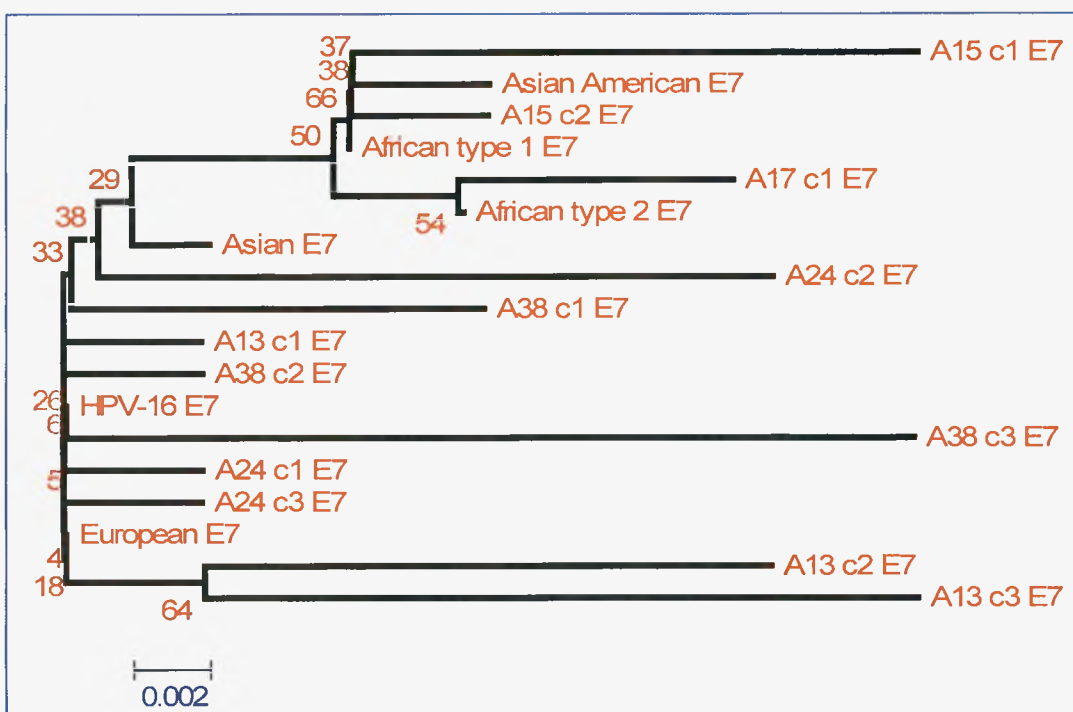 37
A15 c1 E7
38
Asian American E7
66
A15 c2 E7
50
African type 1 E7
29
A17 c1 E7
54
African type 2 E7
38
33
Asian E7
A24 c2 E7
A38 c1 E7
A13 c1 E7
A38 c2 E7
26
HPV-16 E7
6
A38 c3 E7
5
A24 c1 E7
A24 c3 E7
European E7
4
A13 c2 E7
18
64
A13 c3 E7
0.002